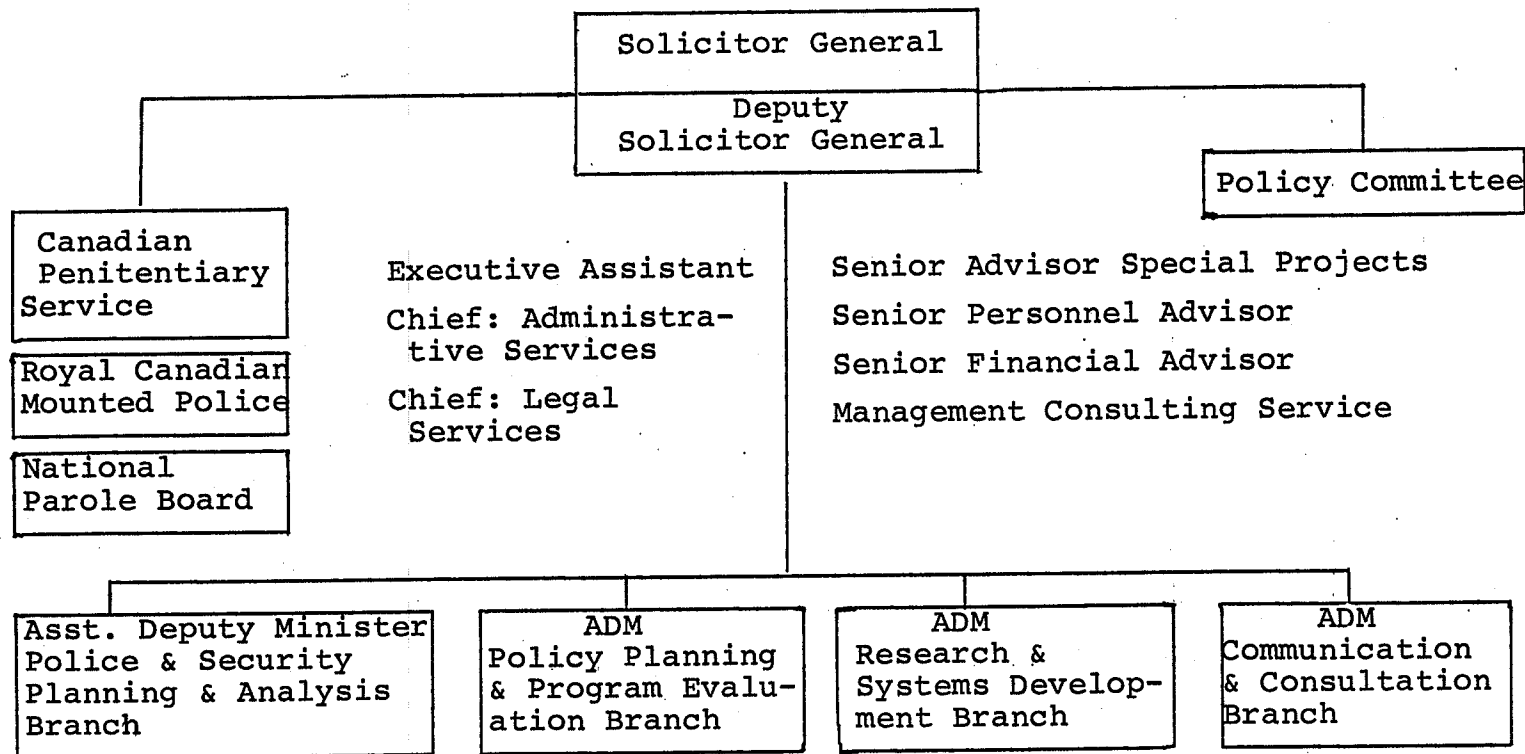 Solicitor General
Deputy
Solicitor General
Policy Committee
Canadian
Penitentiary
Service
Royal Canadian
Mounted Police
National
Parole Board
Executive Assistant
Chief: Administra-
tive Services
Chief: Legal
Services
Senior Advisor Special Projects
Senior Personnel Advisor
Senior Financial Advisor
Management Consulting Service
Asst. Deputy Minister
Police & Security
Planning & Analysis
Branch
ADM
Policy Planning
& Program Evalu-
ation Branch
ADM
Research &
Systems Develop-
ment Branch
ADM
Communication
& Consultation
Branch